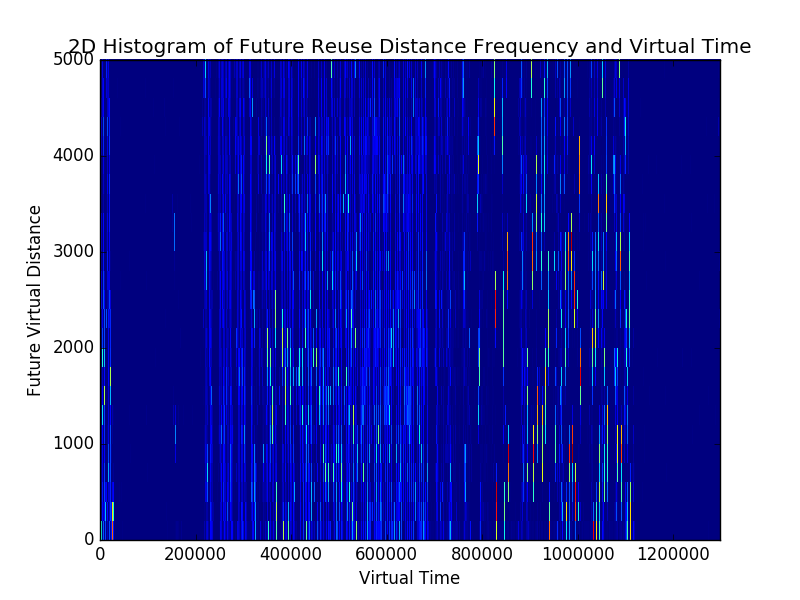 2D Histogram of Future Reuse Distance Frequency and Virtual Time
5000
4000
3000
2000
1000
0
Future Virtual Distance
0 200000 400000 600000 800000 1000000 1200000
Virtual Time